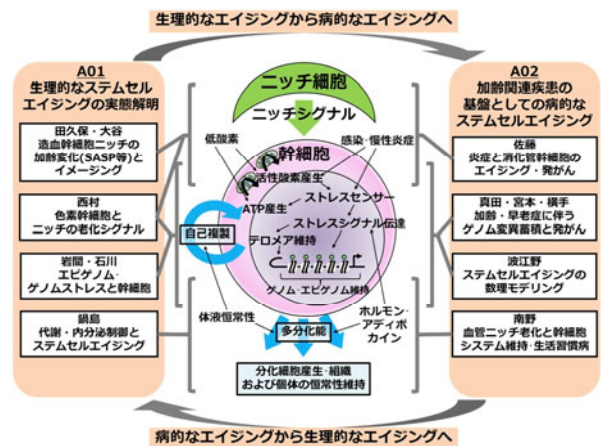 生理的なエイジングから病的なエイジングへ
A01
生理的なステムセル
エイジングの実態解明
田久保・大谷
造血幹細胞ニッチの
加齢変化(SASP等)と
イメージング
西村
色素幹細胞と
ニッチの老化シグナル
岩間・石川
エピゲノム・
ゲノムストレスと幹細胞
鍋島
代謝・内分泌制御と
ステムセルエイジング
ニッチ細胞
ニッチシグナル
低酸素
感染・慢性炎症
幹細胞
活性酸素産生
ストレスセンサー
ATP産生
ストレスシグナル伝達
自己複製
テロメア維持
ゲノム・エピゲノム維持
体液恒常性
多分化能
ホルモン・
アディポ
カイン
分化細胞産生・組織
および個体の恒常性維持
A02
加齢関連疾患の
基盤としての病的な
ステムセルエイジング
佐藤
炎症と消化管幹細胞の
エイジング・発がん
真田・宮本・横手
加齢・早老症に伴う
ゲノム変異蓄積と発がん
波江野
ステムセルエイジングの
数理モデリング
南野
血管ニッチ老化と幹細胞
システム維持・生活習慣病
病的なエイジングから生理的なエイジングへ